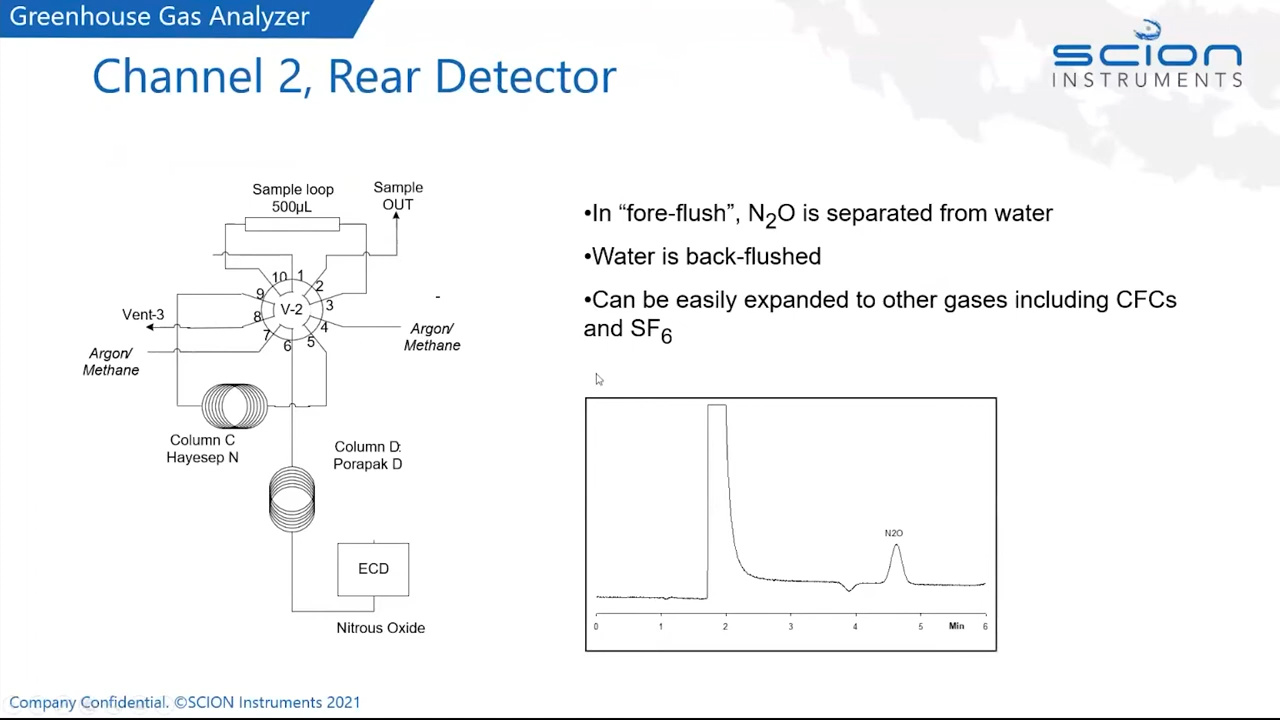 Greenhouse Gas Analyzer
SCION
INSTRUMENTS
Channel 2, Rear Detector
Sample loop
500µL
Sample
OUT
10
1
2
9
3
V-2
8
4
7
6
5
Vent-3
Argon/
Methane
Argon/
Methane
Column C
Hayesep N
Column D:
Porapak D
ECD
Nitrous Oxide
•In “fore-flush”, N2O is separated from water
•Water is back-flushed
•Can be easily expanded to other gases including CFCs
and SF6
N2O
0 1 2 3 4 5 Min 6
Company Confidential. ©SCION Instruments 2021